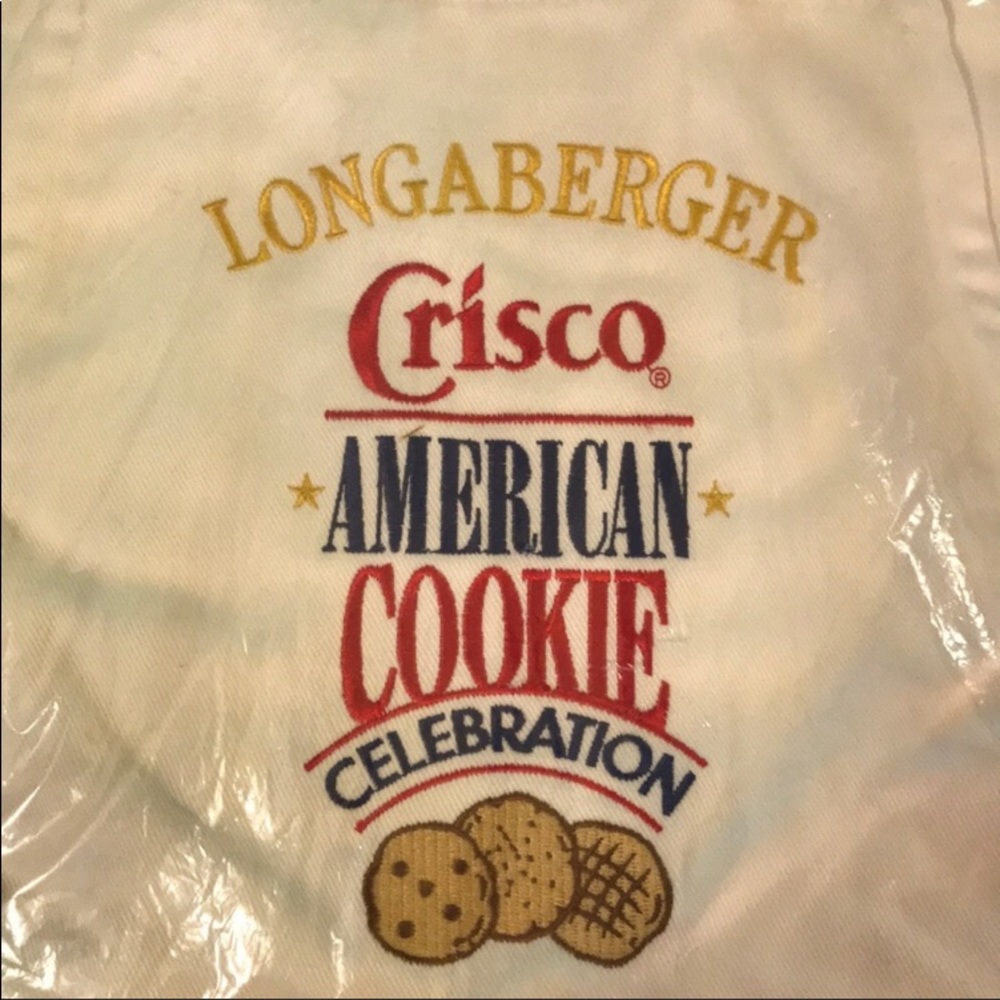 LONGABERGER
Crisco®
AMERICAN
COOKIE
CELEBRATION